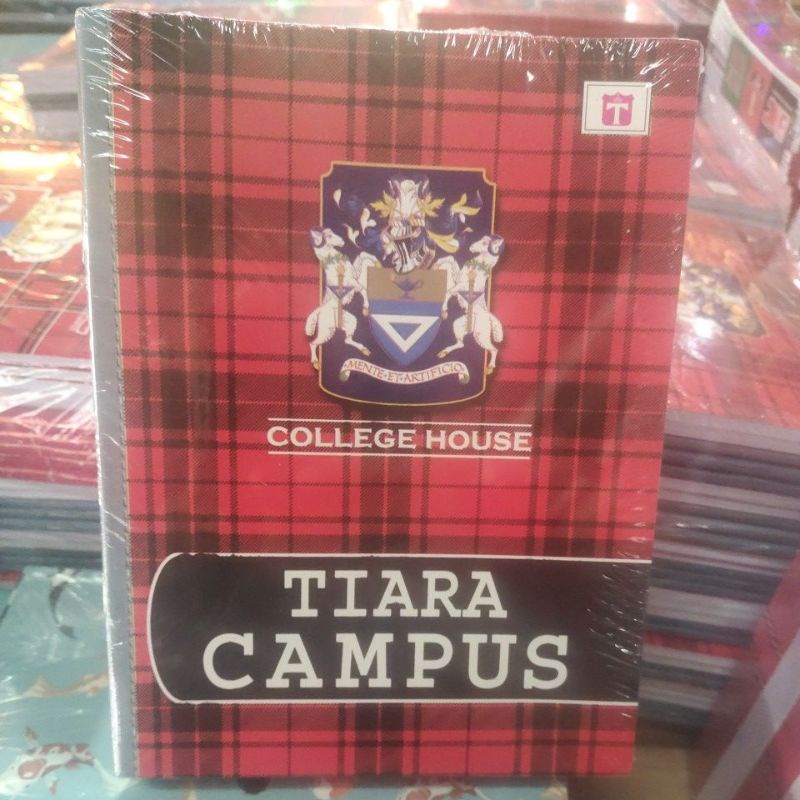 T
MENTE·ET·ARTIFICIO
COLLEGE HOUSE
TIARA
CAMPUS